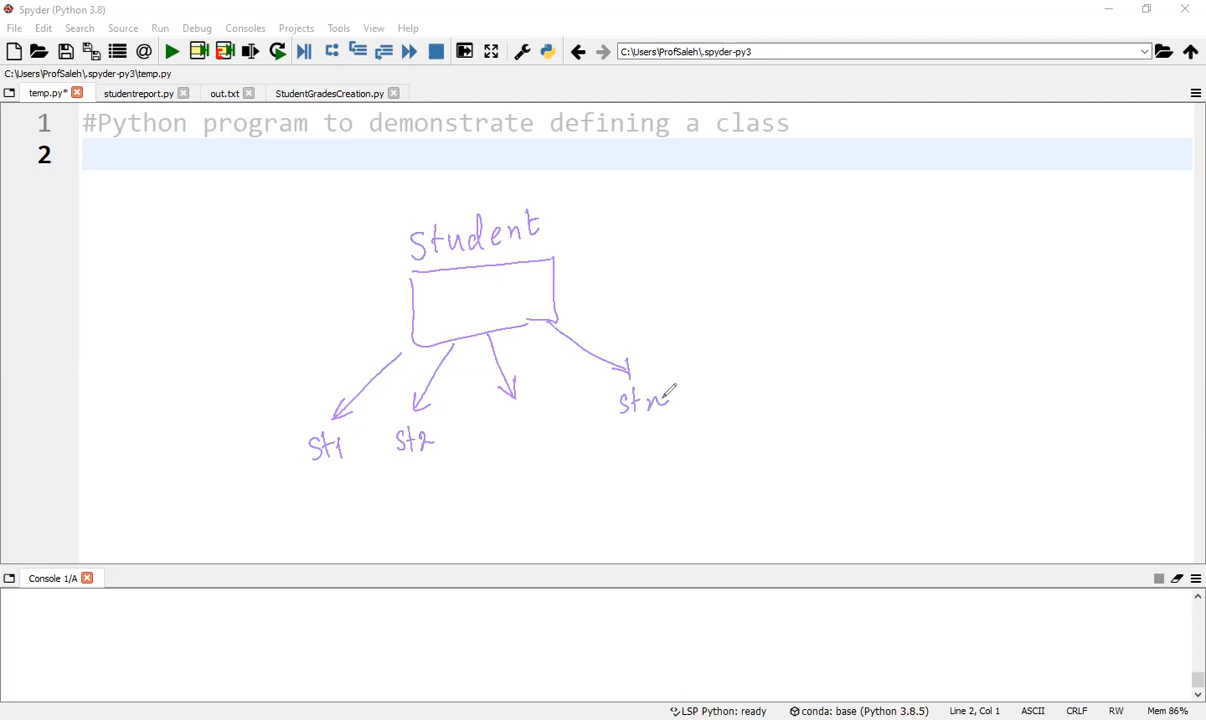 Spyder (Python 3.8)
File Edit Search Source Run Debug Consoles Projects Tools View Help
C:\Users\ProfSaleh\.spyder-py3
C:\Users\ProfSaleh\.spyder-py3\temp.py
temp.py* studentreport.py out.txt StudentGradesCreation.py
1 #Python program to demonstrate defining a class
2
Student
st1 st2 stn
Console 1/A
LSP Python: ready conda: base (Python 3.8.5) Line 2, Col 1 ASCII CRLF RW Mem 86%